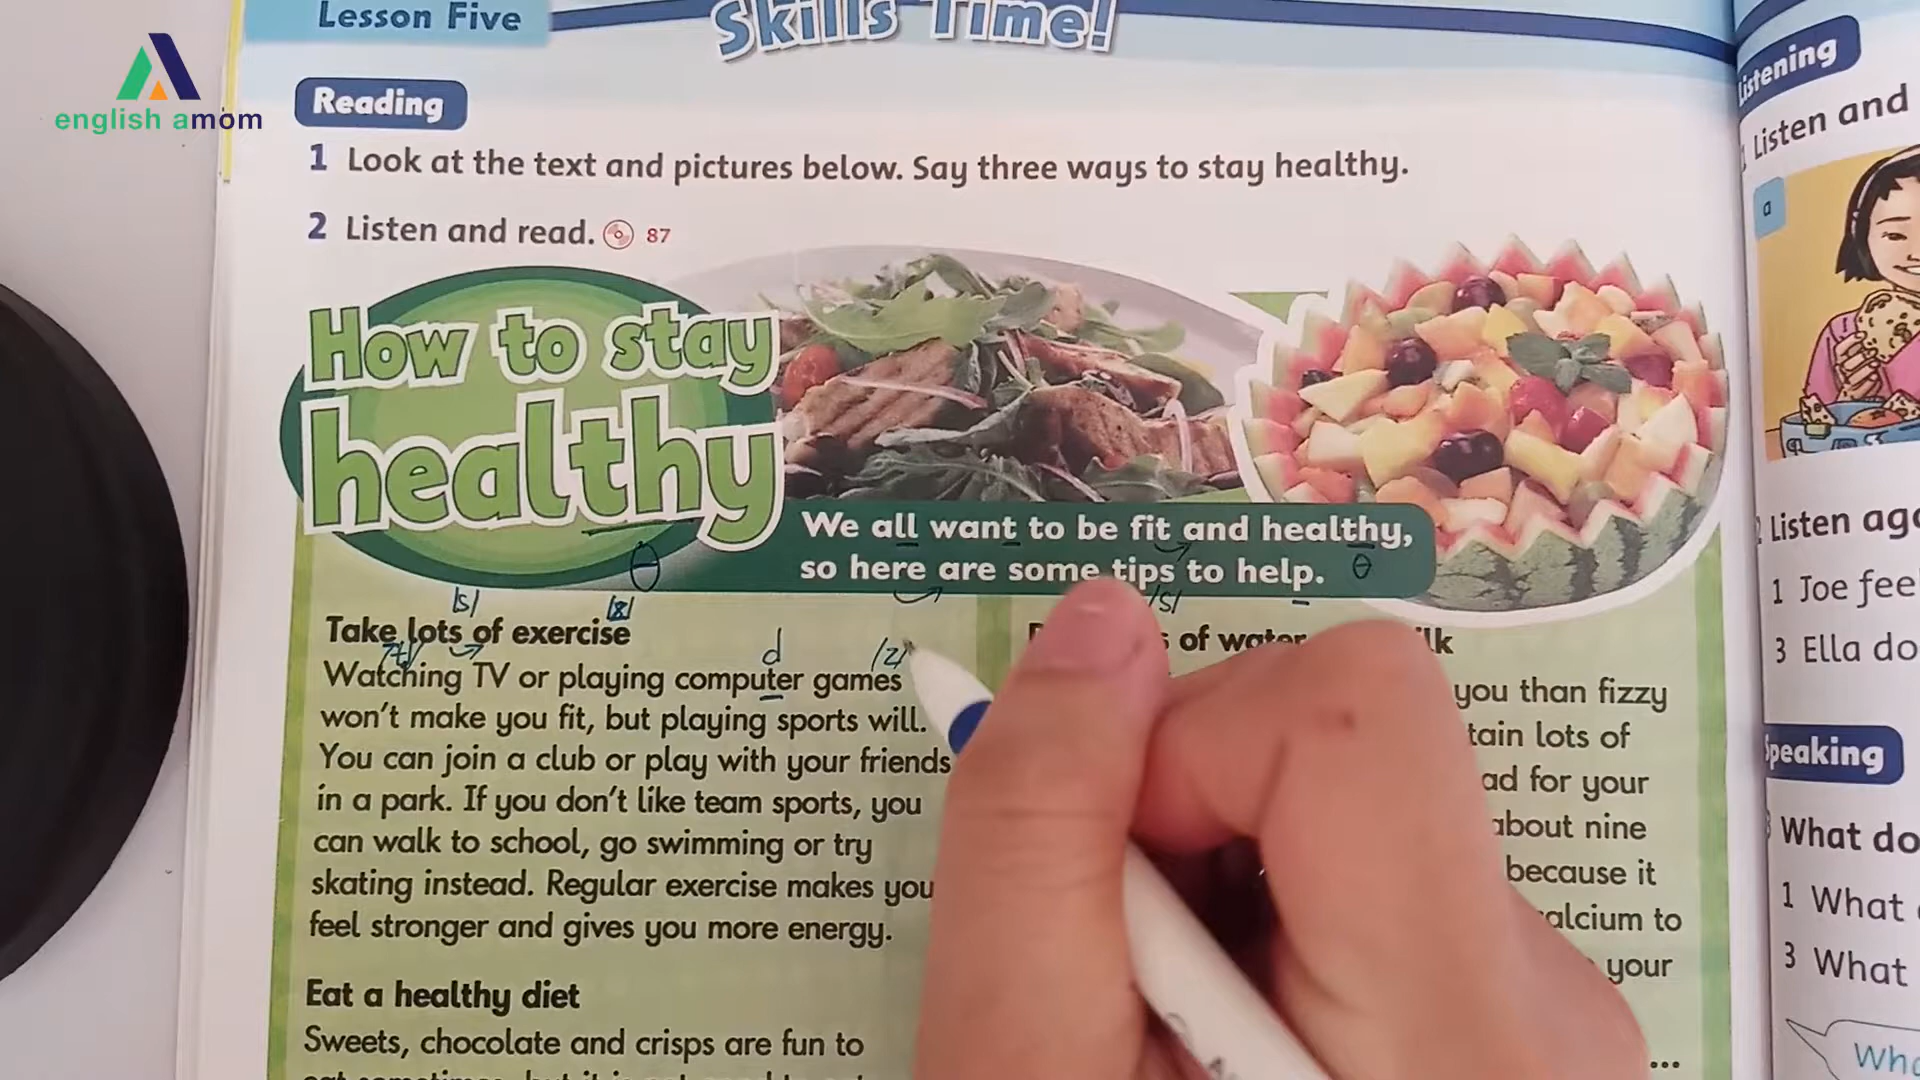 Lesson Five
Skills Time!
english amom
Reading
1 Look at the text and pictures below. Say three ways to stay healthy.
2 Listen and read. 87
How to stay
healthy
We all want to be fit and healthy,
so here are some tips to help.
θ
θ
/s/
/z/
/s/
Take lots of exercise
/tʃ/
d
/z/
Watching TV or playing computer games
won't make you fit, but playing sports will.
You can join a club or play with your friends
in a park. If you don't like team sports, you
can walk to school, go swimming or try
skating instead. Regular exercise makes you
feel stronger and gives you more energy.
Eat a healthy diet
Sweets, chocolate and crisps are fun to
of water
you than fizzy
lots of
for your
about nine
because it
to
your
...
Listening
Listen and
a
Listen
1 Joe
3 Ella
Speaking
What
1 What
3 What